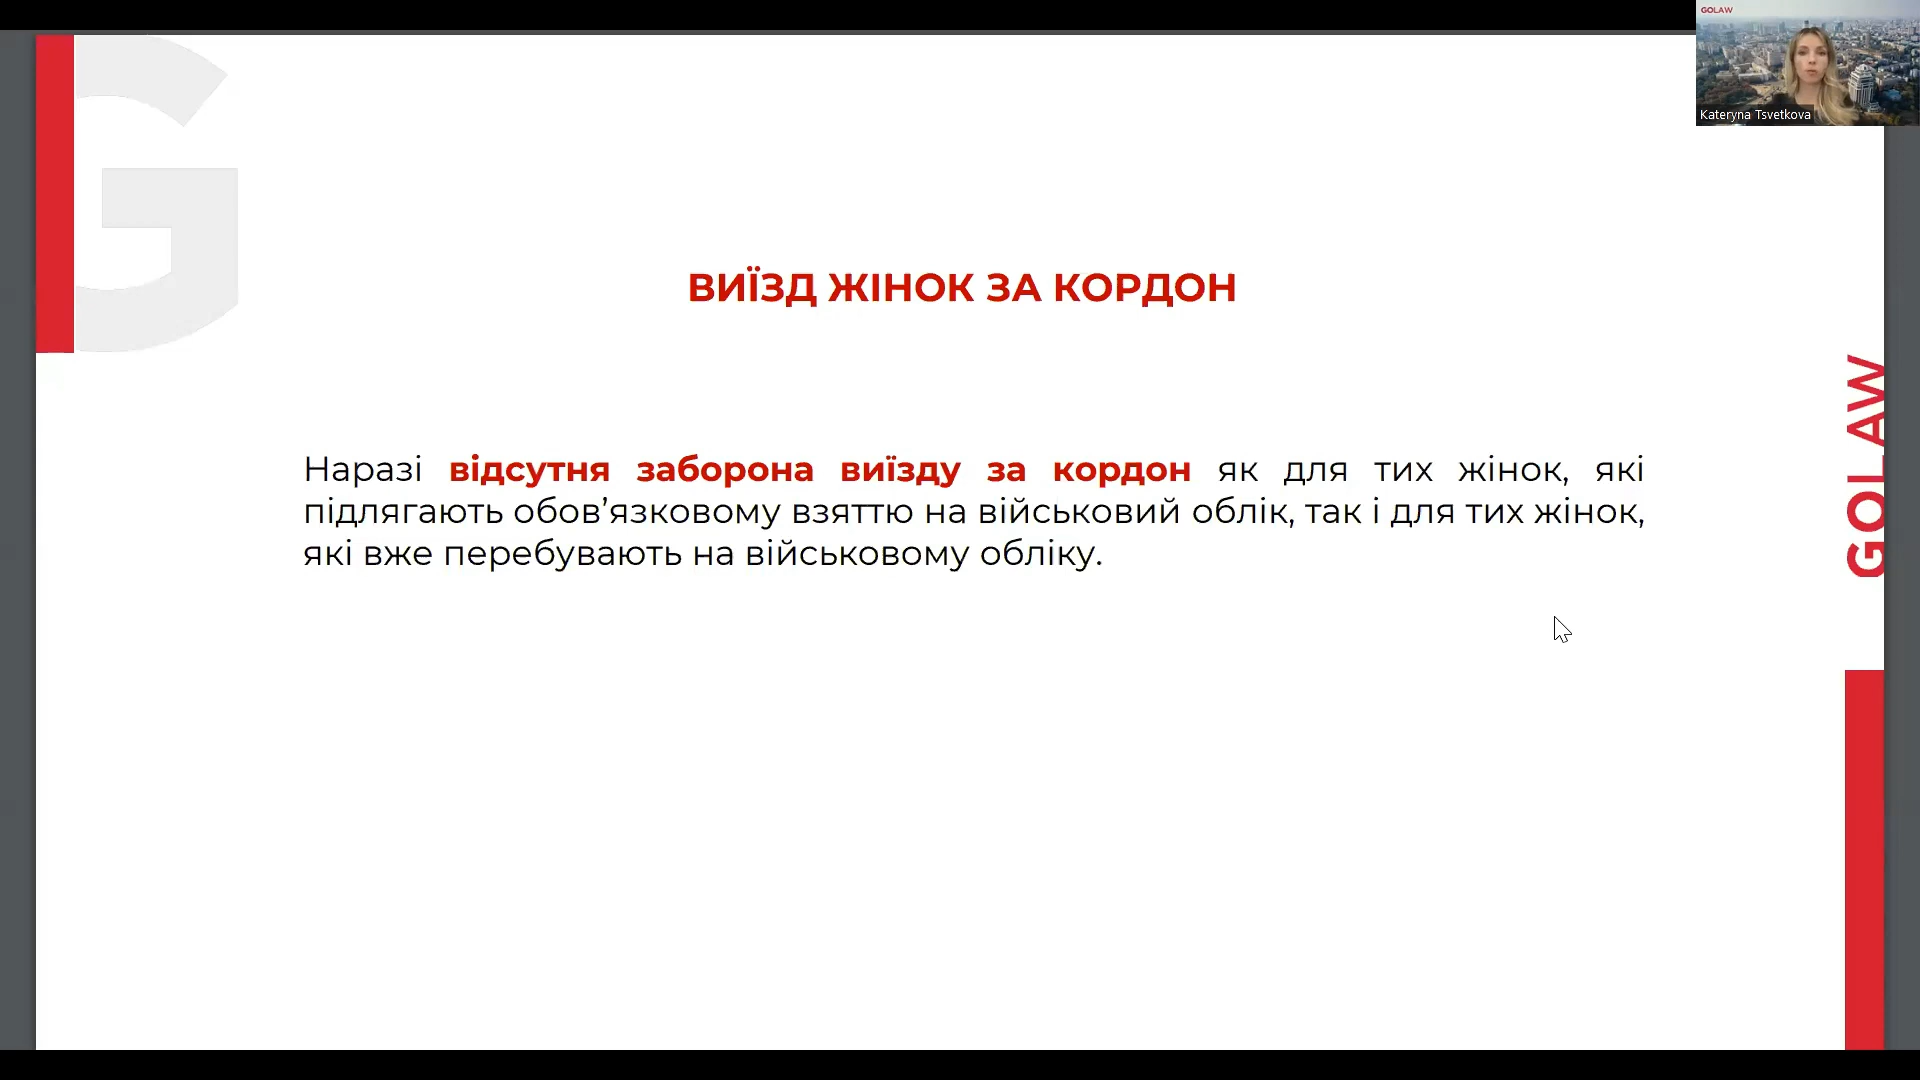 GOLAW
Kateryna Tsvetkova
ВИЇЗД ЖІНОК ЗА КОРДОН
Наразі відсутня заборона виїзду за кордон як для тих жінок, які
підлягають обов’язковому взяттю на військовий облік, так і для тих жінок,
які вже перебувають на військовому обліку.
GOLAW